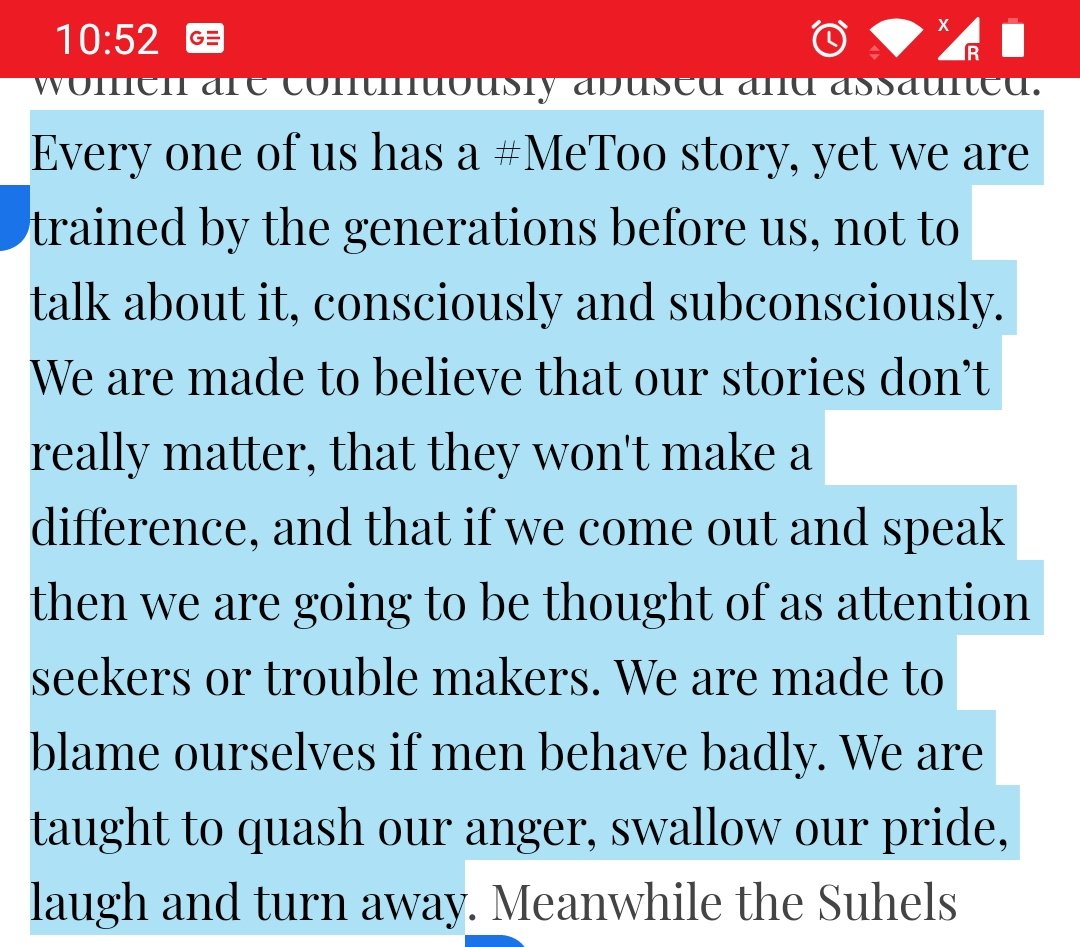 10:52
GE
X
R
women are continuously abused and assaulted.
Every one of us has a #MeToo story, yet we are
trained by the generations before us, not to
talk about it, consciously and subconsciously.
We are made to believe that our stories don’t
really matter, that they won't make a
difference, and that if we come out and speak
then we are going to be thought of as attention
seekers or trouble makers. We are made to
blame ourselves if men behave badly. We are
taught to quash our anger, swallow our pride,
laugh and turn away. Meanwhile the Suhels